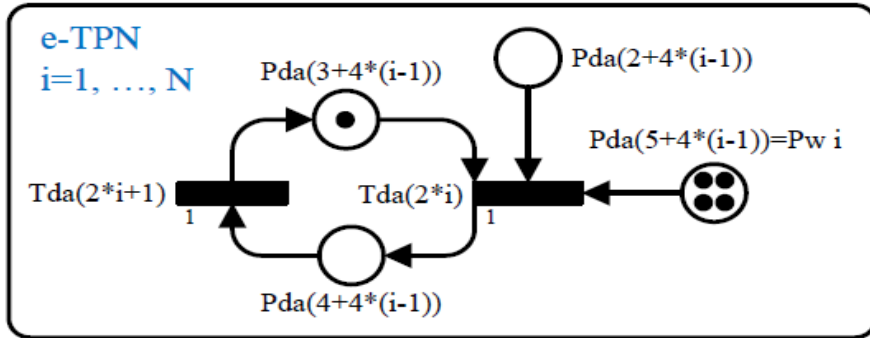 e-TPN
i=1, …, N
Pda(3+4*(i-1))
Pda(2+4*(i-1))
Pda(5+4*(i-1))=Pw i
Tda(2*i+1)
1
Tda(2*i)
1
Pda(4+4*(i-1))